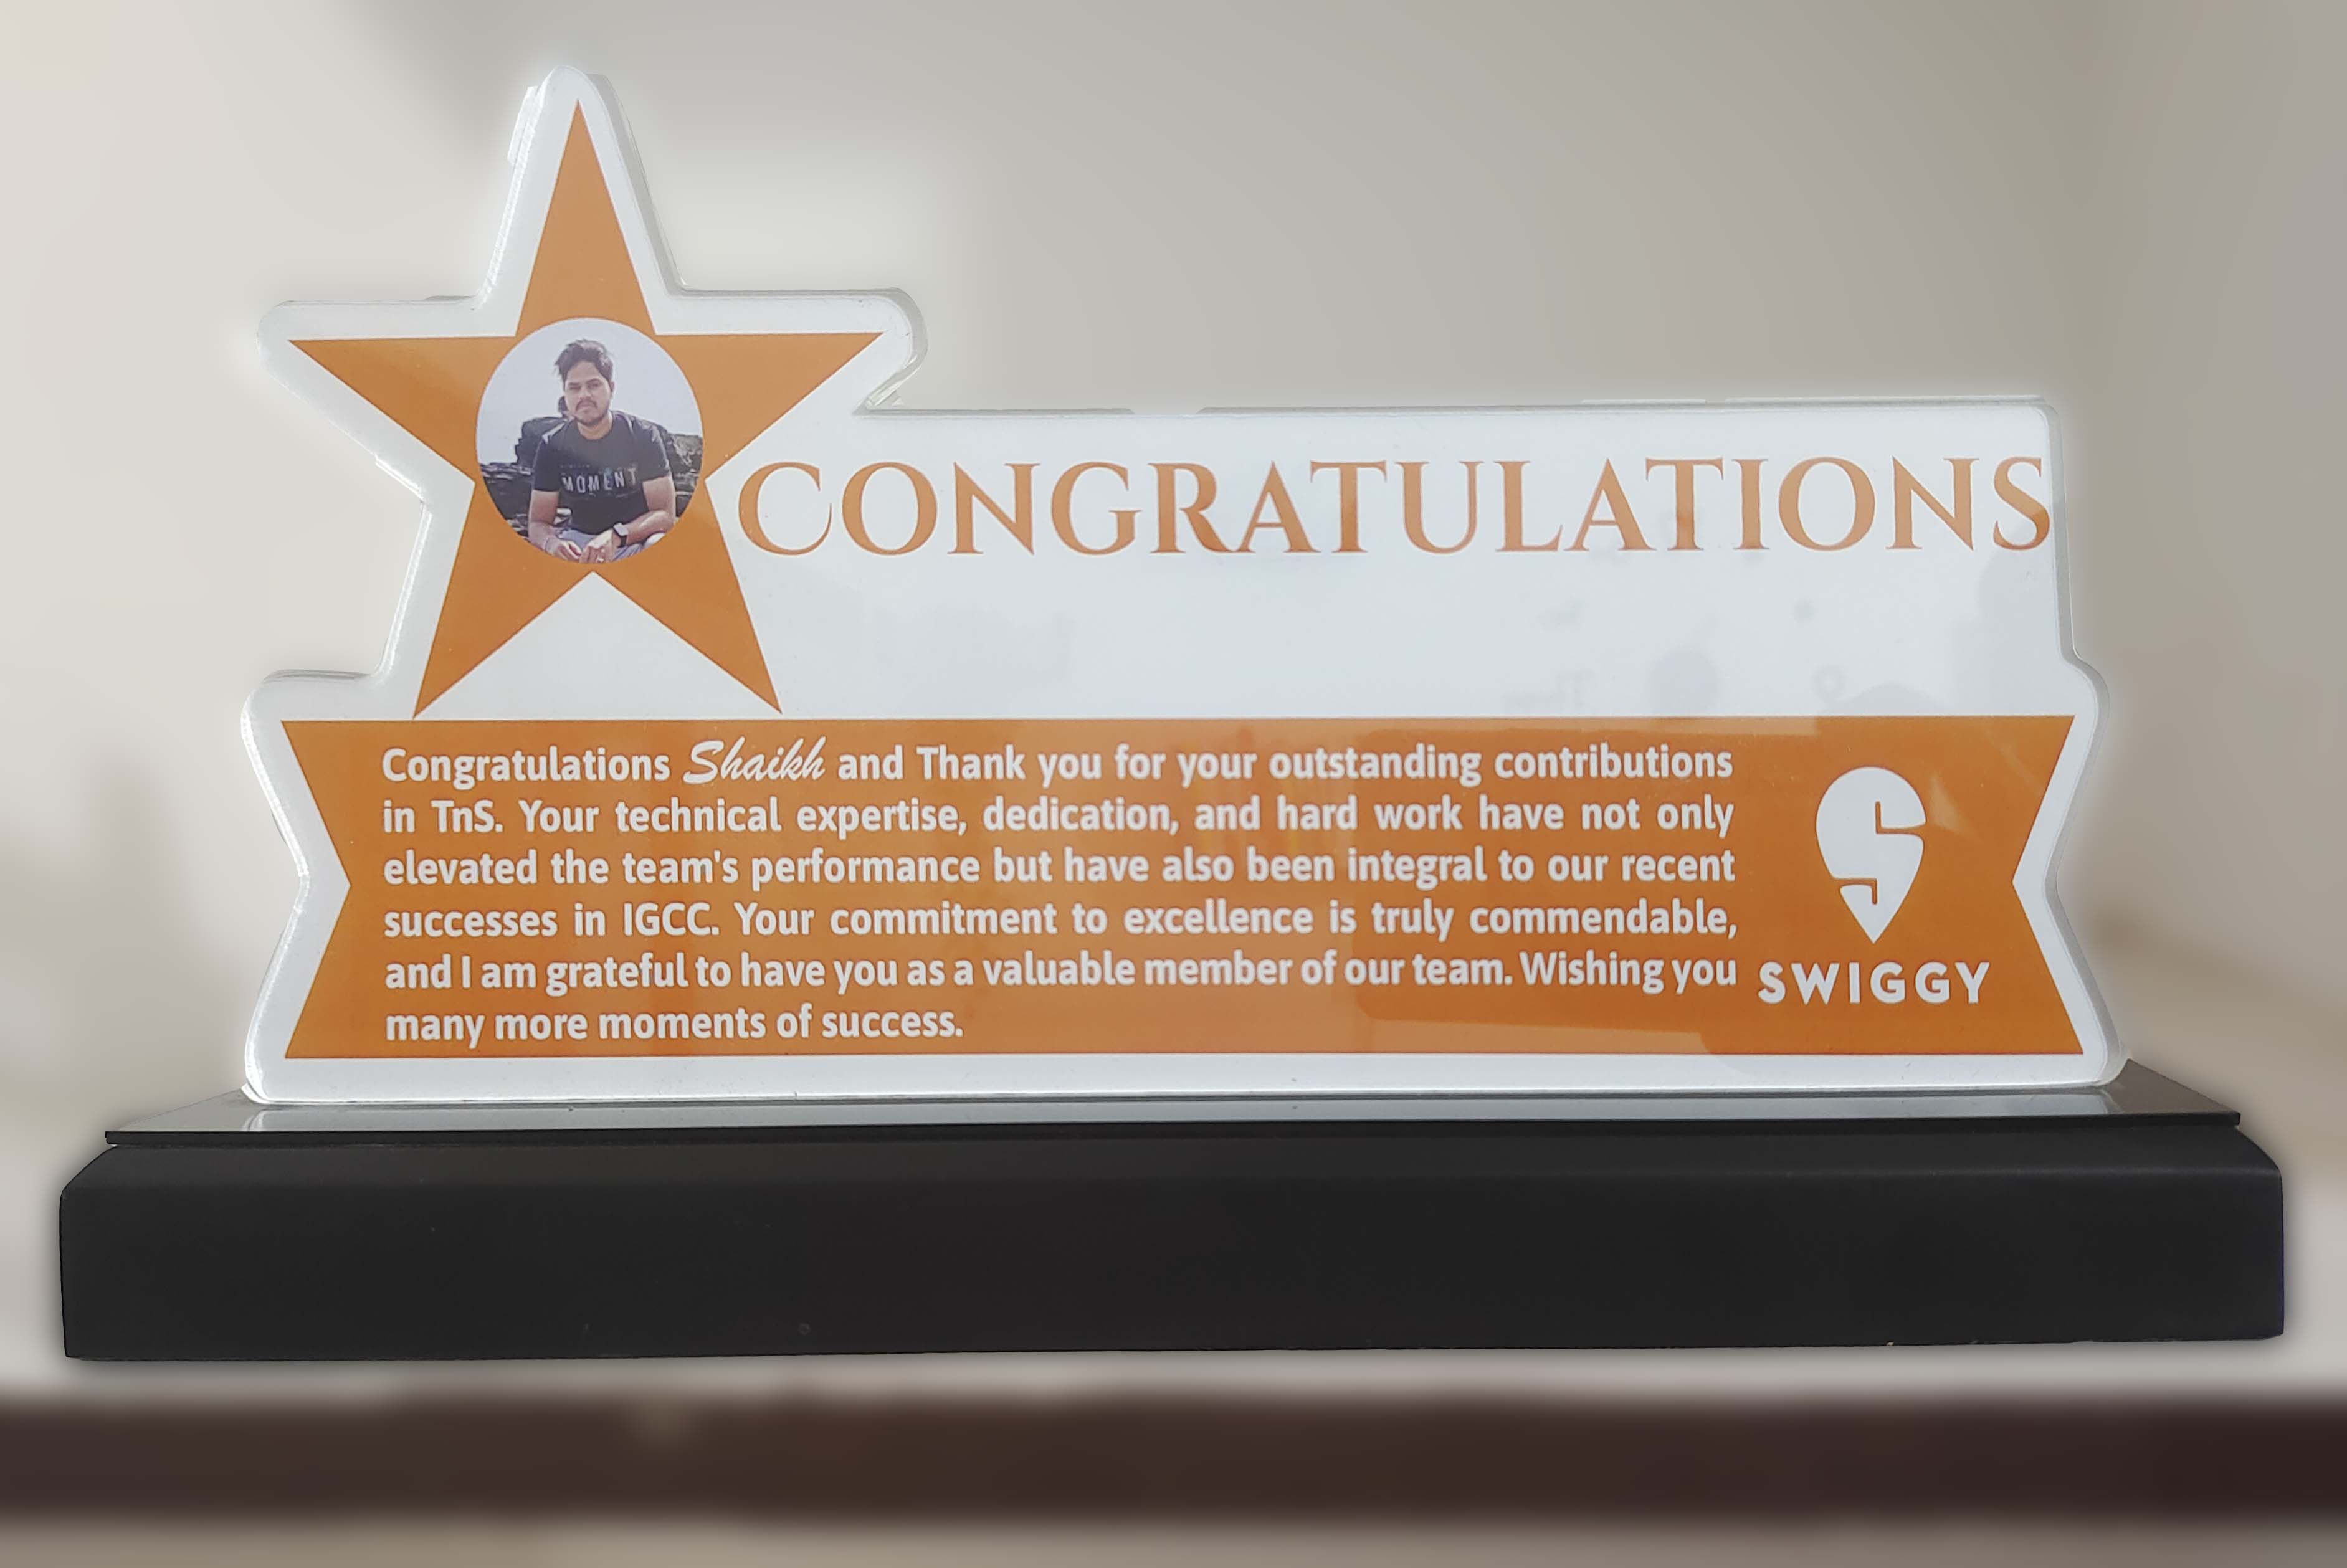 MOMENT
CONGRATULATIONS
Congratulations Shaikh and Thank you for your outstanding contributions
in TnS. Your technical expertise, dedication, and hard work have not only
elevated the team's performance but have also been integral to our recent
successes in IGCC. Your commitment to excellence is truly commendable,
and I am grateful to have you as a valuable member of our team. Wishing you
many more moments of success.
SWIGGY